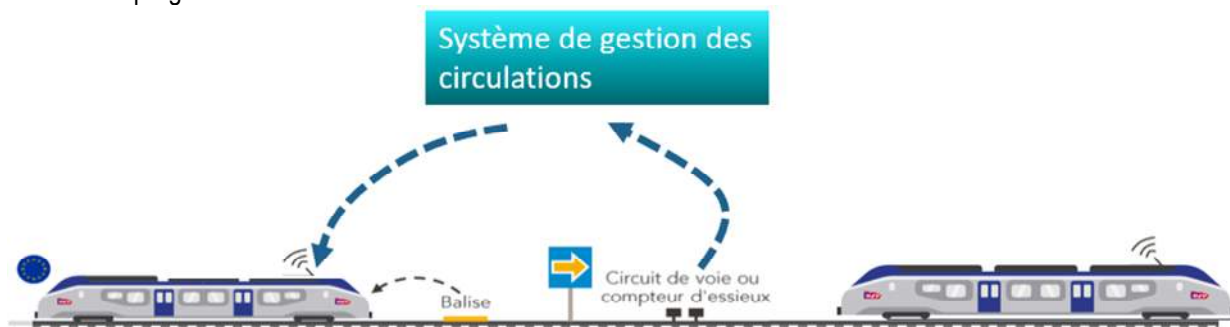 Système de gestion des
circulations
Circuit de voie ou
compteur d'essieux
Balise